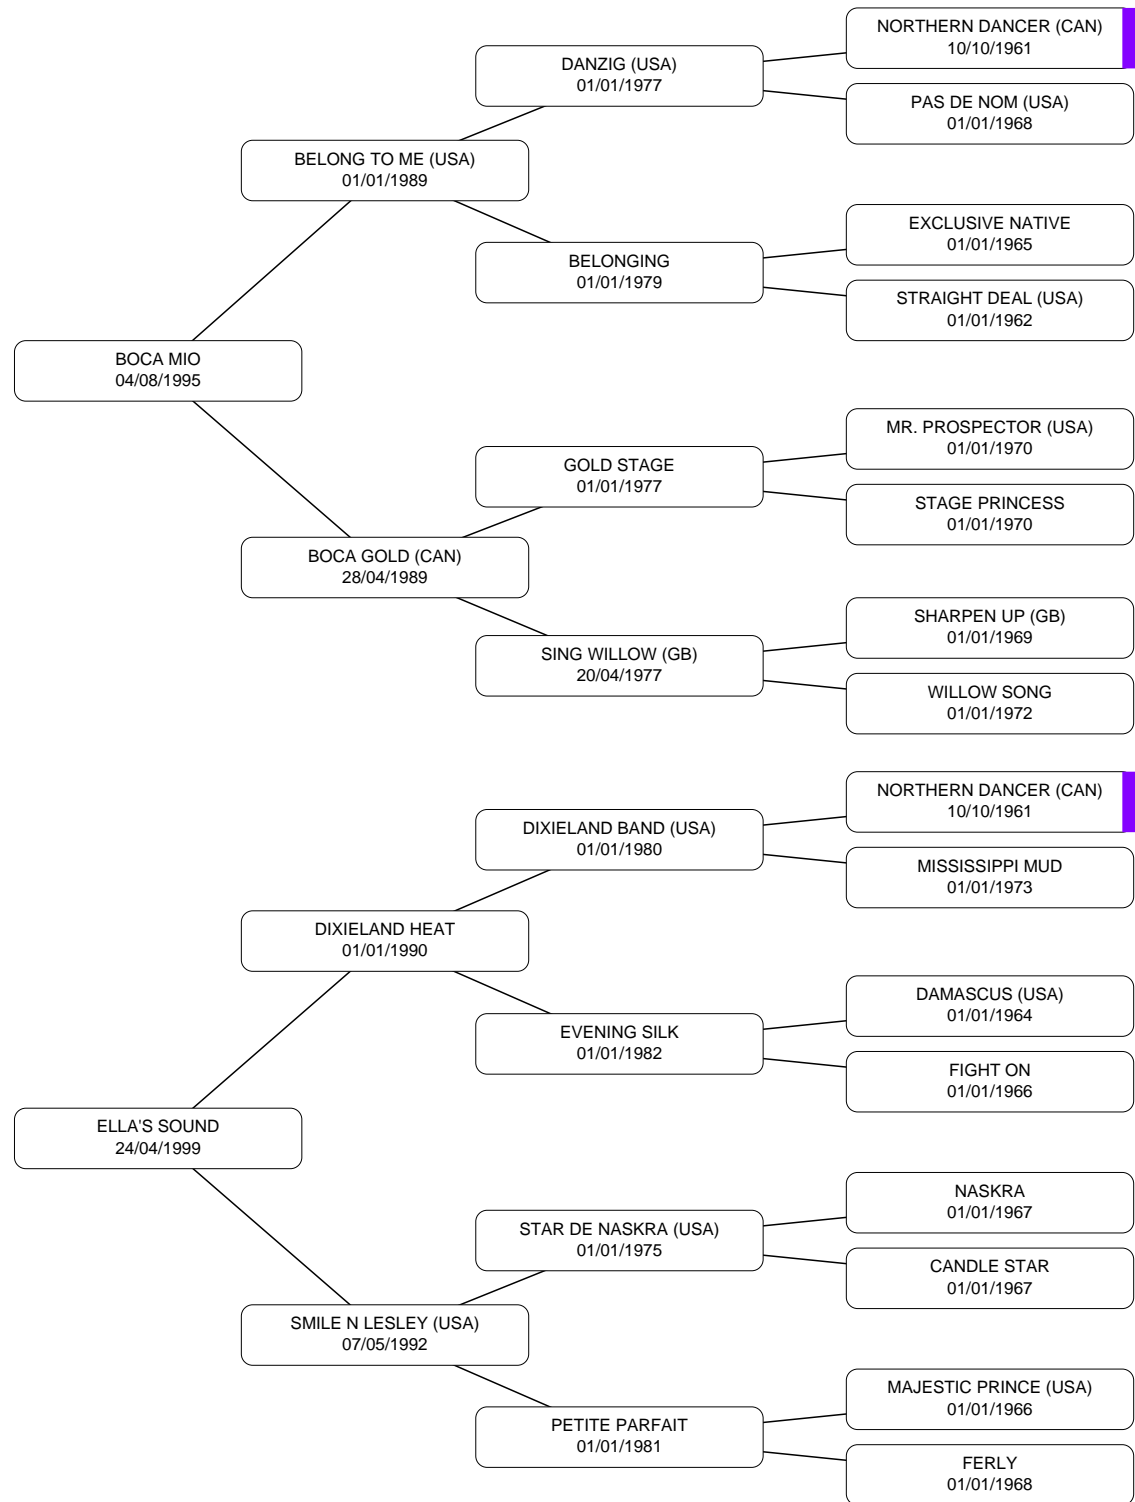 NORTHERN DANCER (CAN)
10/10/1961
DANZIG (USA)
01/01/1977
PAS DE NOM (USA)
01/01/1968
BELONG TO ME (USA)
01/01/1989
EXCLUSIVE NATIVE
01/01/1965
BELONGING
01/01/1979
STRAIGHT DEAL (USA)
01/01/1962
BOCA MIO
04/08/1995
MR. PROSPECTOR (USA)
01/01/1970
GOLD STAGE
01/01/1977
STAGE PRINCESS
01/01/1970
BOCA GOLD (CAN)
28/04/1989
SHARPEN UP (GB)
01/01/1969
SING WILLOW (GB)
20/04/1977
WILLOW SONG
01/01/1972
NORTHERN DANCER (CAN)
10/10/1961
DIXIELAND BAND (USA)
01/01/1980
MISSISSIPPI MUD
01/01/1973
DIXIELAND HEAT
01/01/1990
DAMASCUS (USA)
01/01/1964
EVENING SILK
01/01/1982
FIGHT ON
01/01/1966
ELLA'S SOUND
24/04/1999
NASKRA
01/01/1967
STAR DE NASKRA (USA)
01/01/1975
CANDLE STAR
01/01/1967
SMILE N LESLEY (USA)
07/05/1992
MAJESTIC PRINCE (USA)
01/01/1966
PETITE PARFAIT
01/01/1981
FERLY
01/01/1968